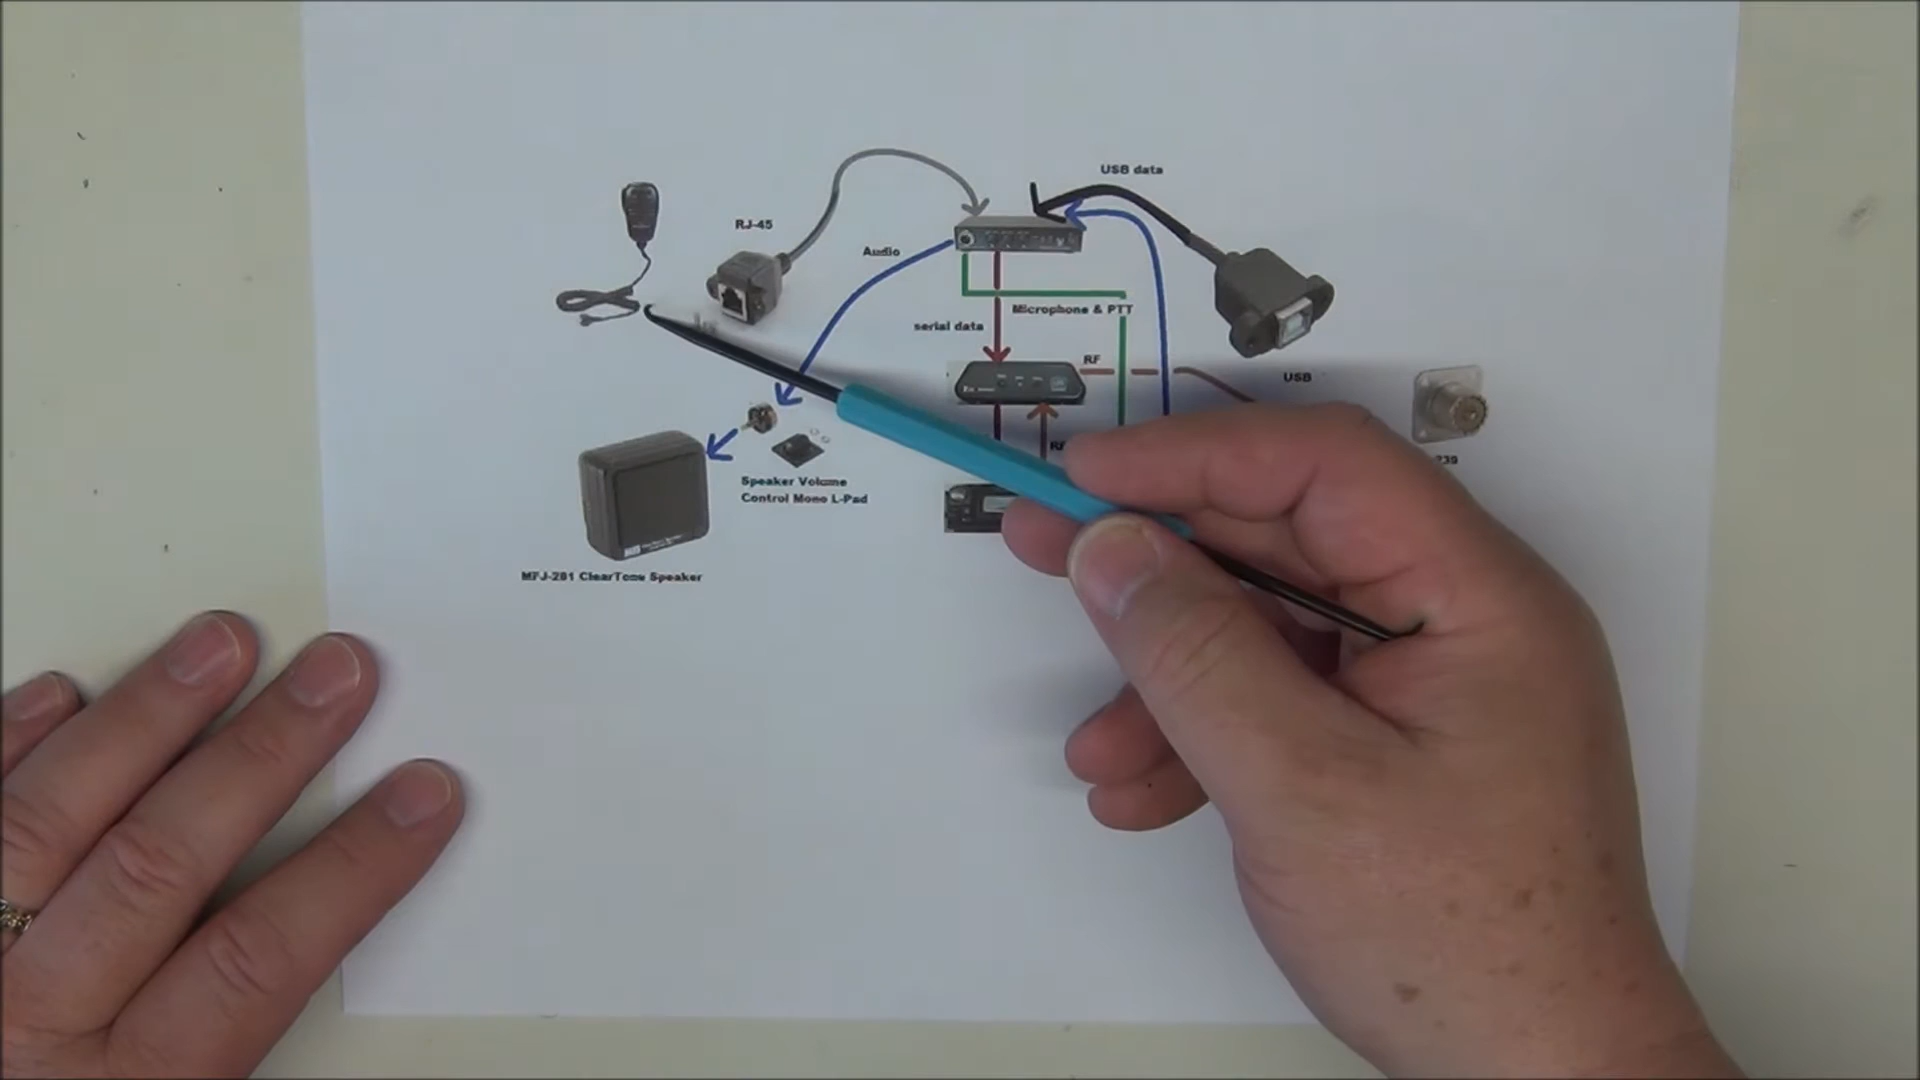 USB data
RJ-45
Audio
Microphone & PTT
serial data
RF
USB
Speaker Volume
Control Mono L-Pad
MFJ-281 ClearTone Speaker